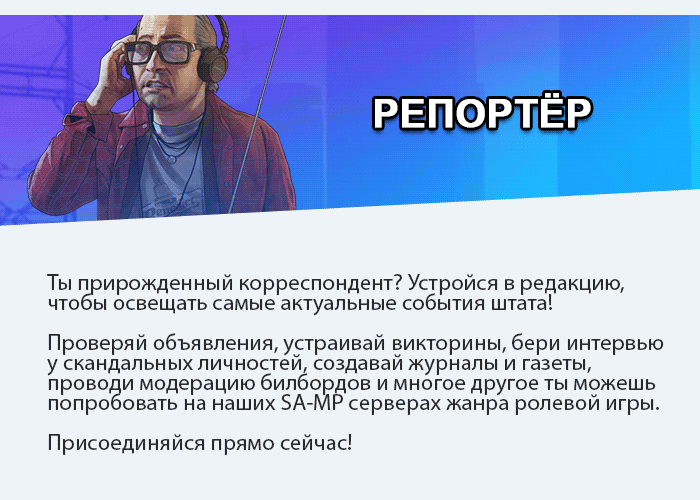 РЕПОРТЁР
Ты прирожденный корреспондент? Устройся в редакцию,
чтобы освещать самые актуальные события штата!
Проверяй объявления, устраивай викторины, бери интервью
у скандальных личностей, создавай журналы и газеты,
проводи модерацию билбордов и многое другое ты можешь
попробовать на наших SA-MP серверах жанра ролевой игры.
Присоединяйся прямо сейчас!